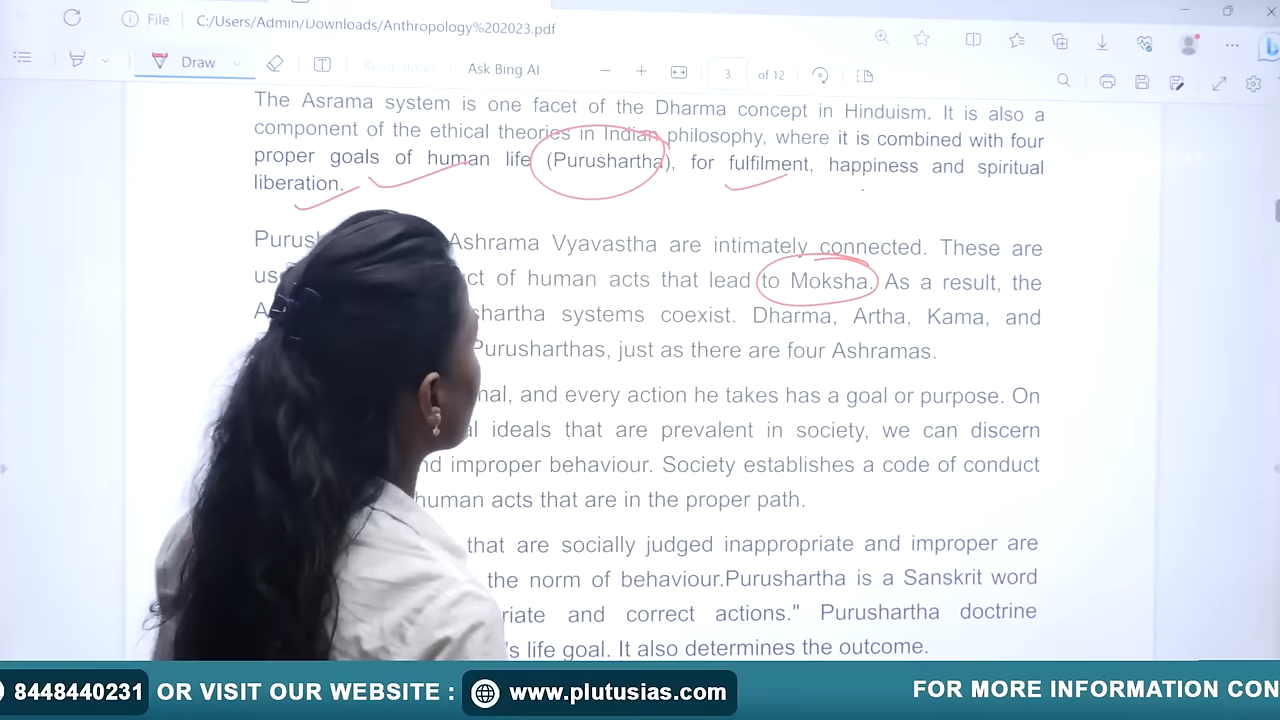 File C:/Users/Admin/Downloads/Anthropology%202023.pdf
Draw Read aloud Ask Bing AI 3 of 12
The Asrama system is one facet of the Dharma concept in Hinduism. It is also a
component of the ethical theories in Indian philosophy, where it is combined with four
proper goals of human life (Purushartha), for fulfilment, happiness and spiritual
liberation.
Ashrama Vyavastha are intimately connected. These are
of human acts that lead to Moksha. As a result, the
systems coexist. Dharma, Artha, Kama, and
Purusharthas, just as there are four Ashramas.
and every action he takes has a goal or purpose. On
ideals that are prevalent in society, we can discern
improper behaviour. Society establishes a code of conduct
human acts that are in the proper path.
that are socially judged inappropriate and improper are
the norm of behaviour.Purushartha is a Sanskrit word
and correct actions." Purushartha doctrine
's life goal. It also determines the outcome.
8448440231 OR VISIT OUR WEBSITE : www.plutusias.com FOR MORE INFORMATION CON